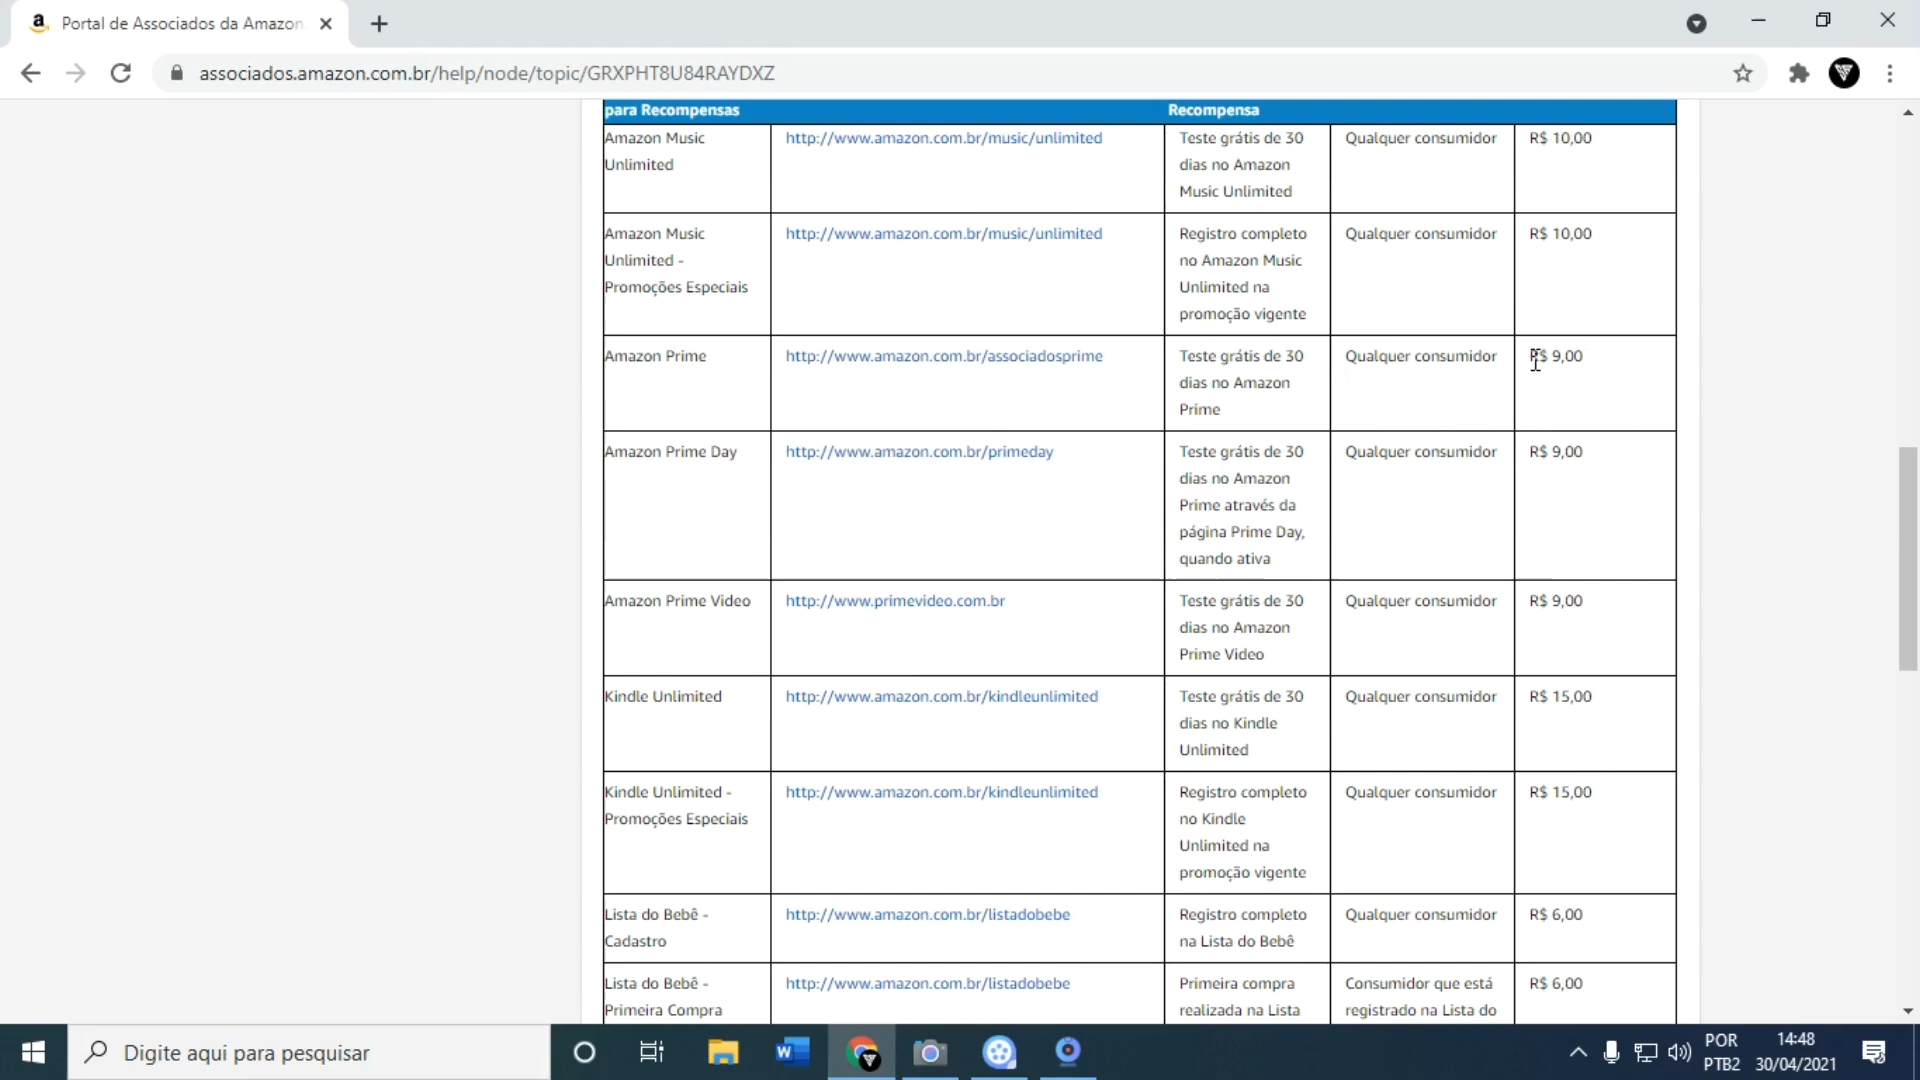 Portal de Associados da Amazon
associados.amazon.com.br/help/node/topic/GRXPHT8U84RAYDXZ
para Recompensas
Recompensa
Amazon Music
Unlimited
http://www.amazon.com.br/music/unlimited
Teste grátis de 30
dias no Amazon
Music Unlimited
Qualquer consumidor
R$ 10,00
Amazon Music
Unlimited -
Promoções Especiais
http://www.amazon.com.br/music/unlimited
Registro completo
no Amazon Music
Unlimited na
promoção vigente
Qualquer consumidor
R$ 10,00
Amazon Prime
http://www.amazon.com.br/associadosprime
Teste grátis de 30
dias no Amazon
Prime
Qualquer consumidor
R$ 9,00
Amazon Prime Day
http://www.amazon.com.br/primeday
Teste grátis de 30
dias no Amazon
Prime através da
página Prime Day,
quando ativa
Qualquer consumidor
R$ 9,00
Amazon Prime Video
http://www.primevideo.com.br
Teste grátis de 30
dias no Amazon
Prime Video
Qualquer consumidor
R$ 9,00
Kindle Unlimited
http://www.amazon.com.br/kindleunlimited
Teste grátis de 30
dias no Kindle
Unlimited
Qualquer consumidor
R$ 15,00
Kindle Unlimited -
Promoções Especiais
http://www.amazon.com.br/kindleunlimited
Registro completo
no Kindle
Unlimited na
promoção vigente
Qualquer consumidor
R$ 15,00
Lista do Bebê -
Cadastro
http://www.amazon.com.br/listadobebe
Registro completo
na Lista do Bebê
Qualquer consumidor
R$ 6,00
Lista do Bebê -
Primeira Compra
http://www.amazon.com.br/listadobebe
Primeira compra
realizada na Lista
Consumidor que está
registrado na Lista do
R$ 6,00
Digite aqui para pesquisar
POR
PTB2
14:48
30/04/2021